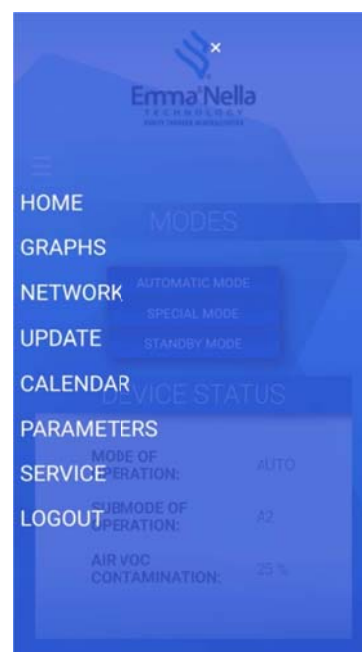 ×
Emma'Nella
TECHNOLOGY
HOME
MODES
GRAPHS
NETWORK
AUTOMATIC MODE
SPECIAL MODE
UPDATE
STANDBY MODE
CALENDAR
DEVICE STATUS
PARAMETERS
MODE OF
OPERATION:
AUTO
SERVICE
SUBMODE OF
OPERATION:
A2
LOGOUT
AIR VOC
CONTAMINATION:
25 %